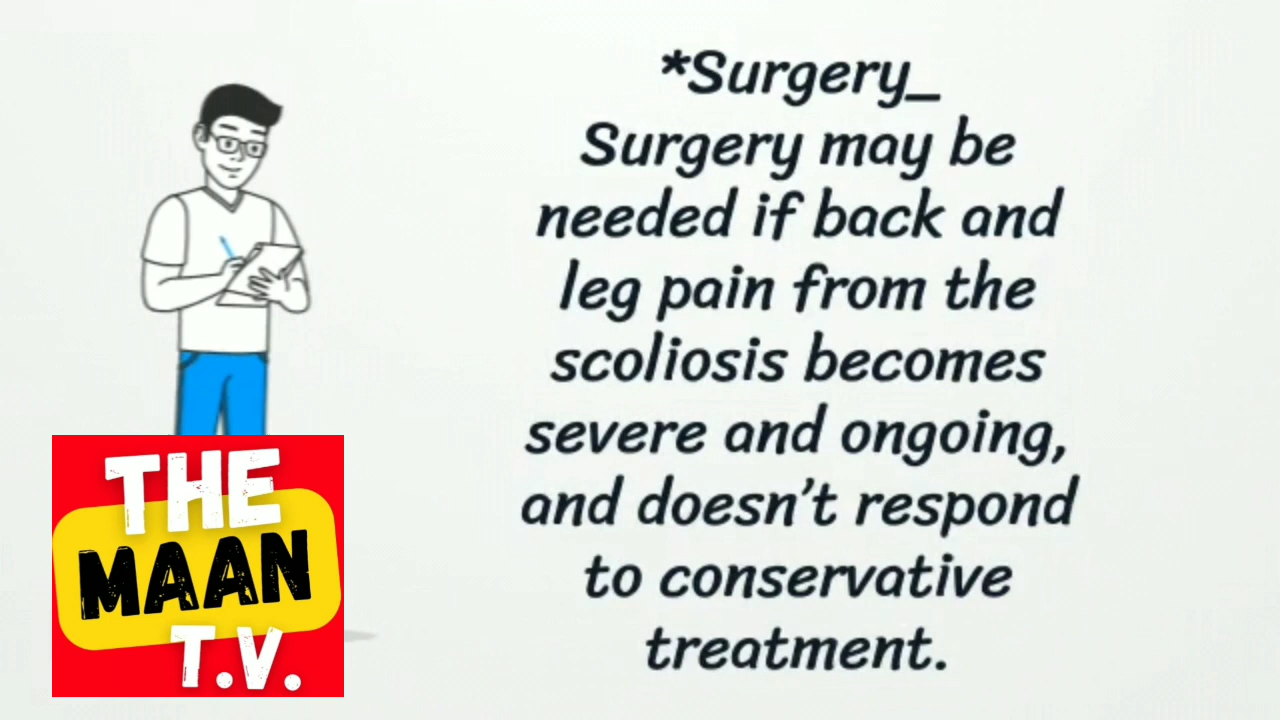 *Surgery_
Surgery may be
needed if back and
leg pain from the
scoliosis becomes
severe and ongoing,
and doesn’t respond
to conservative
treatment.
THE
MAAN
T.V.